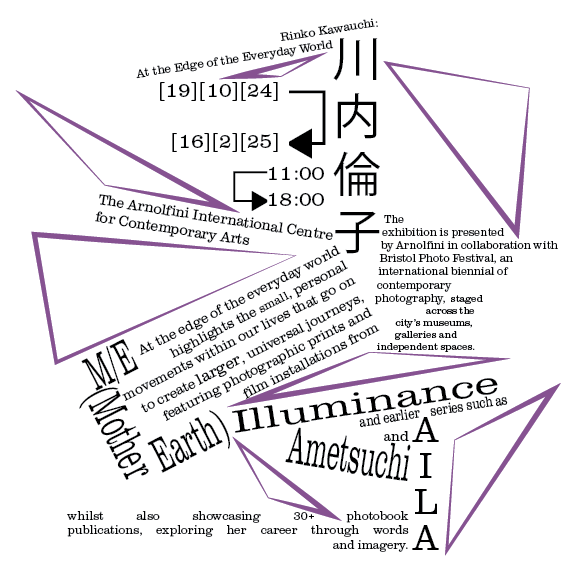 Rinko Kawauchi:
At the Edge of the Everyday World
川内倫子
[19][10][24]
[16][2][25]
11:00
18:00
The Arnolfini International Centre
for Contemporary Arts
The
exhibition is presented
by Arnolfini in collaboration with
Bristol Photo Festival, an
international biennial of
contemporary
photography, staged
across the
city's museums,
galleries and
independent spaces.
At the edge of the everyday world
highlights the small, personal
movements within our lives that go on
to create larger, universal journeys,
featuring photographic prints and
film installations from
M/E
(Mother
Earth)
Illuminance
and earlier series such as
Ametsuchi
and
AILA
whilst also showcasing 30+ photobook
publications, exploring her career through words
and imagery.